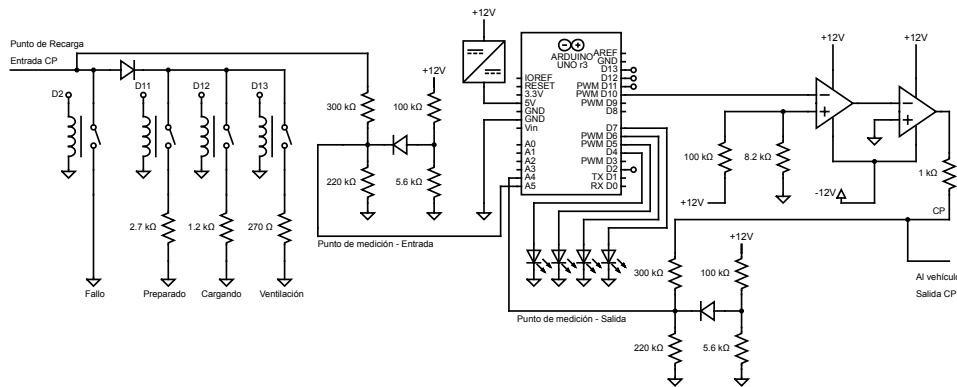 Punto de Recarga
Entrada CP
D2
D11
D12
D13
2.7 kΩ
1.2 kΩ
270 Ω
Fallo
Preparado
Cargando
Ventilación
300 kΩ
220 kΩ
+12V
100 kΩ
5.6 kΩ
Punto de medición - Entrada
+12V
ARDUINO
UNO r3
IOREF
RESET
3.3V
5V
GND
GND
Vin
A0
A1
A2
A3
A4
A5
AREF
GND
D13
D12
PWM D11
PWM D10
PWM D9
D8
D7
PWM D6
PWM D5
D4
PWM D3
D2
TX D1
RX D0
Punto de medición - Salida
300 kΩ
220 kΩ
+12V
100 kΩ
5.6 kΩ
100 kΩ
8.2 kΩ
+12V
+12V
+12V
-12V
1 kΩ
CP
Al vehículo
Salida CP